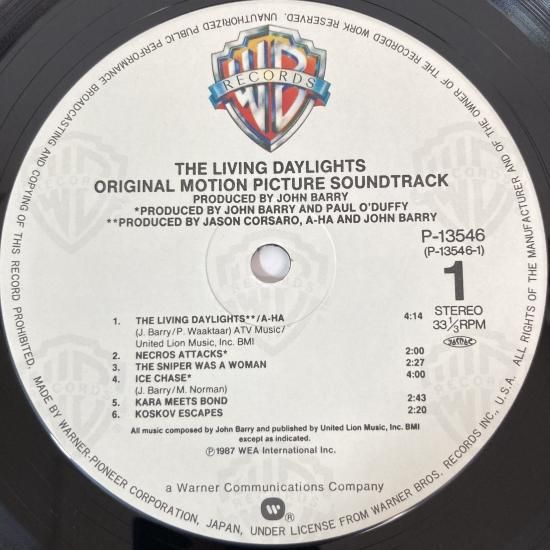 UNAUTHORIZED PUBLIC PERFORMANCE BROADCASTING AND COPYING OF THIS RECORD PROHIBITED. MADE BY WARNER-PIONEER CORPORATION, JAPAN, UNDER LICENSE FROM WARNER BROS. RECORDS INC., U.S.A. ALL RIGHTS OF THE MANUFACTURER AND OF THE OWNER OF THE RECORDED WORK RESERVED.
WB
RECORDS
THE LIVING DAYLIGHTS
ORIGINAL MOTION PICTURE SOUNDTRACK
PRODUCED BY JOHN BARRY
*PRODUCED BY JOHN BARRY AND PAUL O'DUFFY
**PRODUCED BY JASON CORSARO, A-HA AND JOHN BARRY
P-13546
(P-13546-1)
1
STEREO
33⅓RPM
JASRAC
1. THE LIVING DAYLIGHTS**/A-HA 4:14
(J. Barry/P. Waaktaar) ATV Music/
United Lion Music, Inc. BMI
2. NECROS ATTACKS* 2:00
3. THE SNIPER WAS A WOMAN 2:27
4. ICE CHASE* 4:00
(J. Barry/M. Norman)
5. KARA MEETS BOND 2:43
6. KOSKOV ESCAPES 2:20
All music composed by John Barry and published by United Lion Music, Inc. BMI
except as indicated.
Ⓟ1987 WEA International Inc.
a Warner Communications Company
®